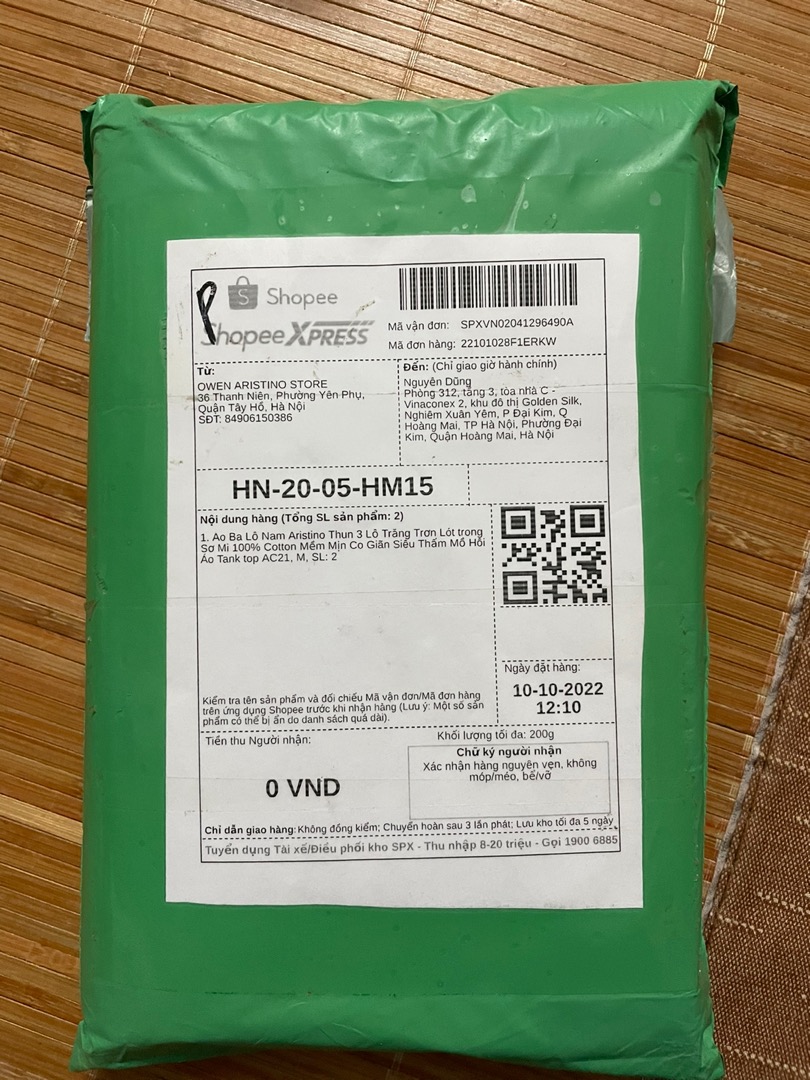 Shopee
ShopeeXPRESS
Mã vận đơn: SPXVN02041296490A
Mã đơn hàng: 22101028F1ERKW
Từ:
OWEN ARISTINO STORE
36 Thanh Niên, Phường Yên Phụ,
Quận Tây Hồ, Hà Nội
SĐT: 84906150386
Đến: (Chỉ giao giờ hành chính)
Nguyên Dũng
Phòng 312, tầng 3, tòa nhà C -
Vinaconex 2, khu đô thị Golden Silk,
Nghiêm Xuân Yêm, P Đại Kim, Q
Hoàng Mai, TP Hà Nội, Phường Đại
Kim, Quận Hoàng Mai, Hà Nội
HN-20-05-HM15
Nội dung hàng (Tổng SL sản phẩm: 2)
1. Áo Ba Lỗ Nam Aristino Thun 3 Lỗ Trắng Trơn Lót trong
Sơ Mi 100% Cotton Mềm Mịn Co Giãn Siêu Thấm Mồ Hôi
Áo Tank top AC21, M, SL: 2
Kiểm tra tên sản phẩm và đối chiếu Mã vận đơn/Mã đơn hàng
trên ứng dụng Shopee trước khi nhận hàng (Lưu ý: Một số sản
phẩm có thể bị ẩn do danh sách quá dài).
Ngày đặt hàng:
10-10-2022
12:10
Tiền thu Người nhận:
0 VND
Khối lượng tối đa: 200g
Chữ ký người nhận
Xác nhận hàng nguyên vẹn, không
móp/méo, bể/vỡ
Chỉ dẫn giao hàng: Không đồng kiểm; Chuyển hoàn sau 3 lần phát; Lưu kho tối đa 5 ngày
Tuyển dụng Tài xế/Điều phối kho SPX - Thu nhập 8-20 triệu - Gọi 1900 6885